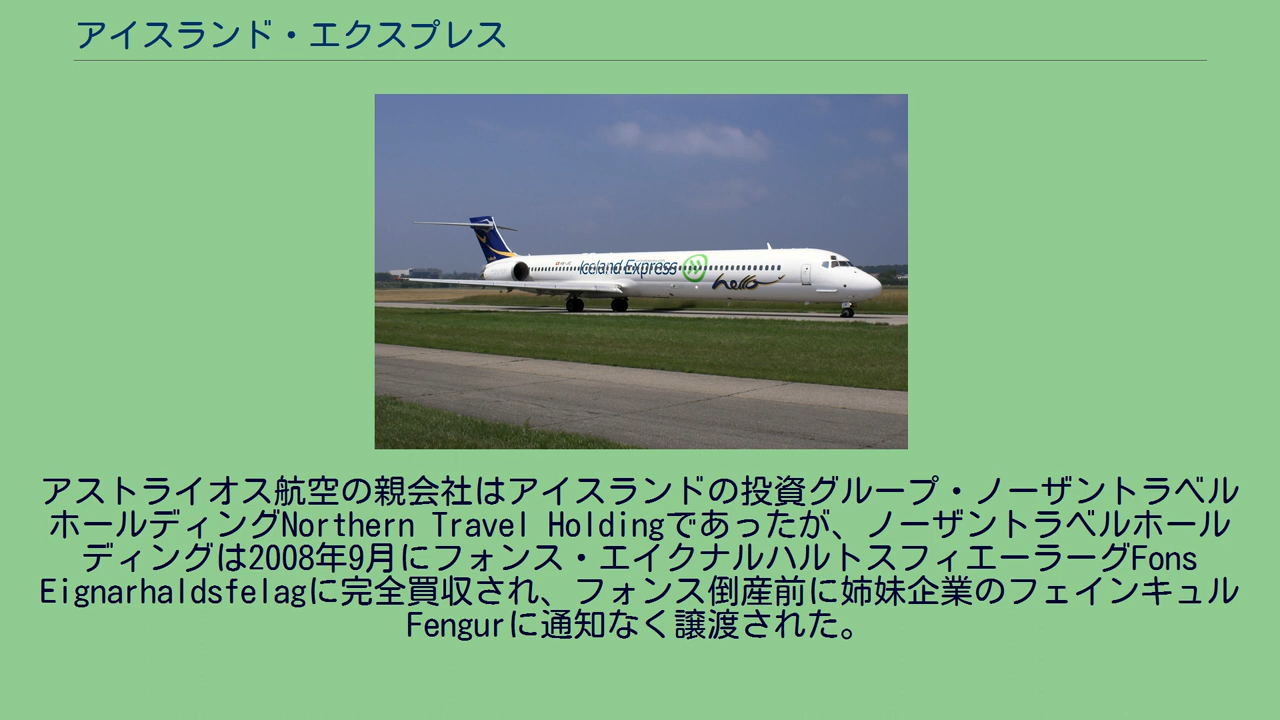 アイスランド・エクスプレス
Iceland Express
hello
アストライオス航空の親会社はアイスランドの投資グループ・ノーザントラベル
ホールディングNorthern Travel Holdingであったが、ノーザントラベルホール
ディングは2008年9月にフォンス・エイクナルハルトスフィエーラーグFons
Eignarhaldsfelagに完全買収され、フォンス倒産前に姉妹企業のフェインキュル
Fengurに通知なく譲渡された。